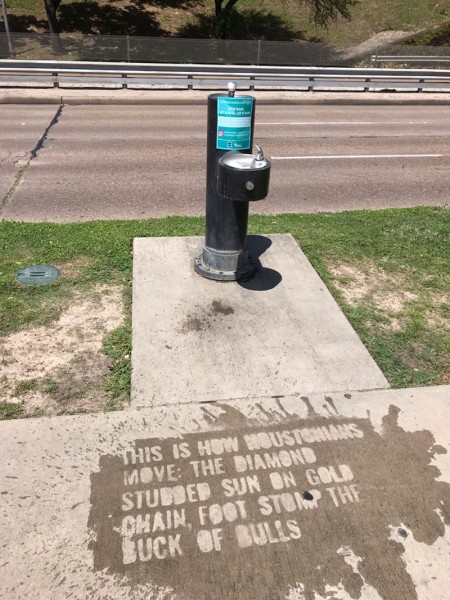 THIS IS HOW HOUSTONIANS
MOVE: THE DIAMOND
STUDDED SUN ON GOLD
CHAIN, FOOT STOMP THE
BUCK OF BULLS